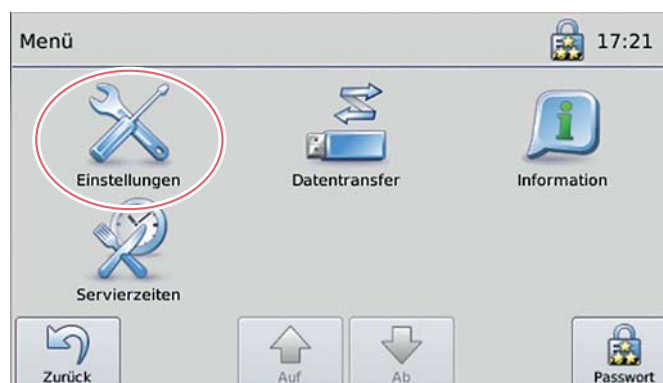 Menü
17:21
Einstellungen
Datentransfer
Information
Servierzeiten
Zurück
Auf
Ab
Passwort